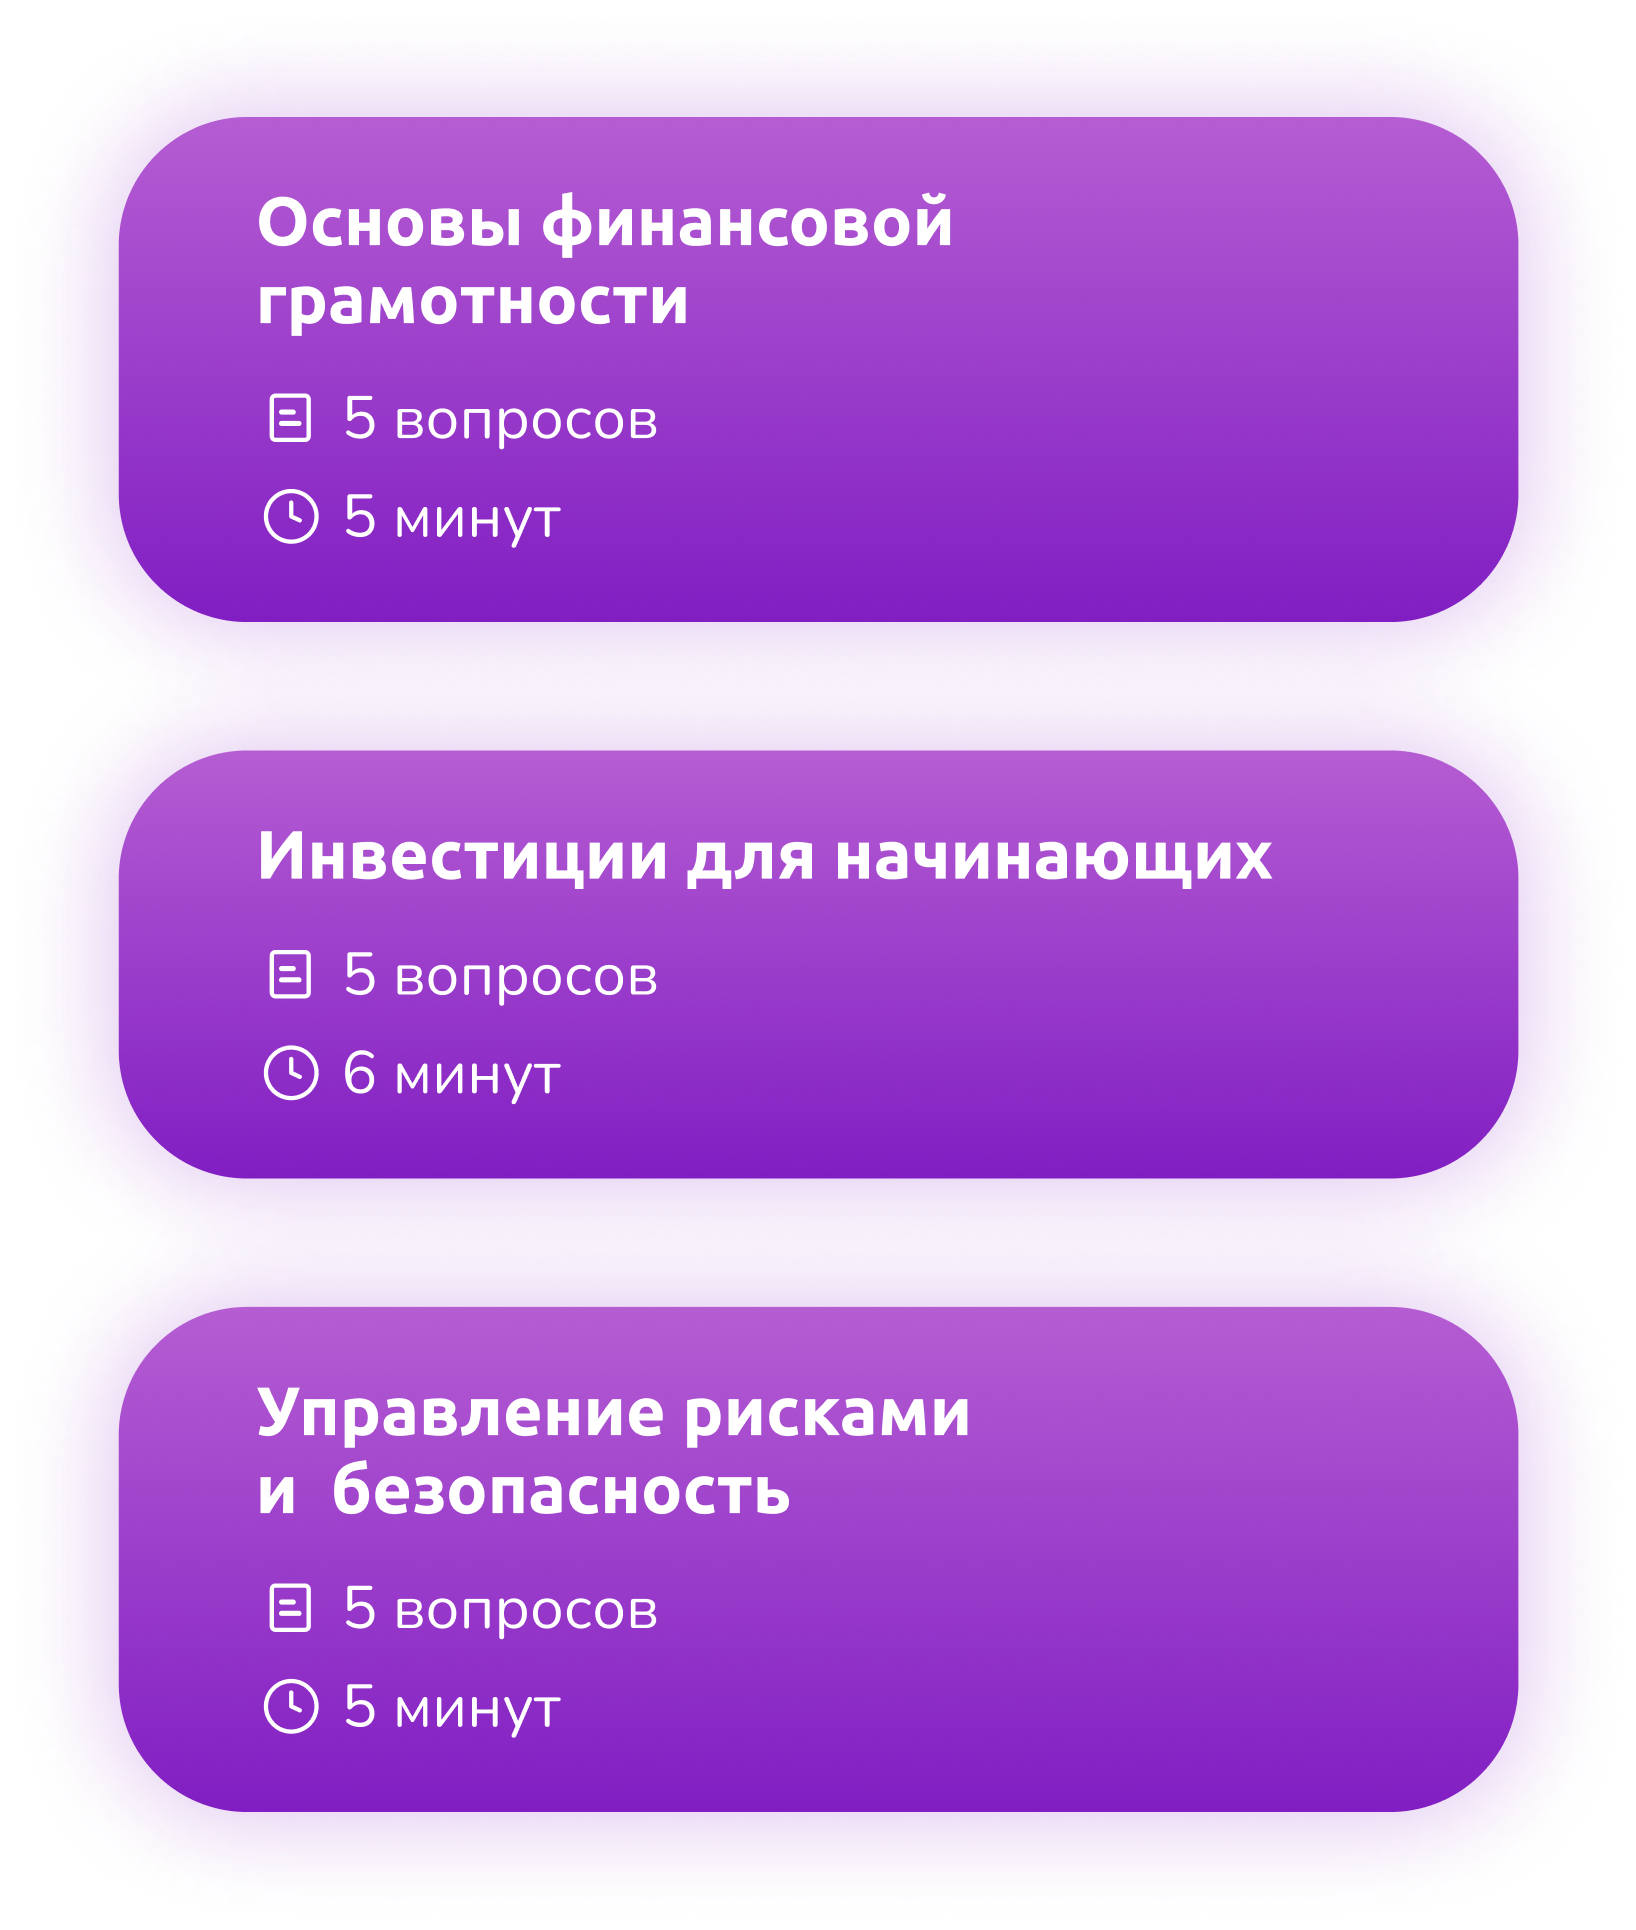 Основы финансовой
грамотности
5 вопросов
5 минут
Инвестиции для начинающих
5 вопросов
6 минут
Управление рисками
и  безопасность
5 вопросов
5 минут